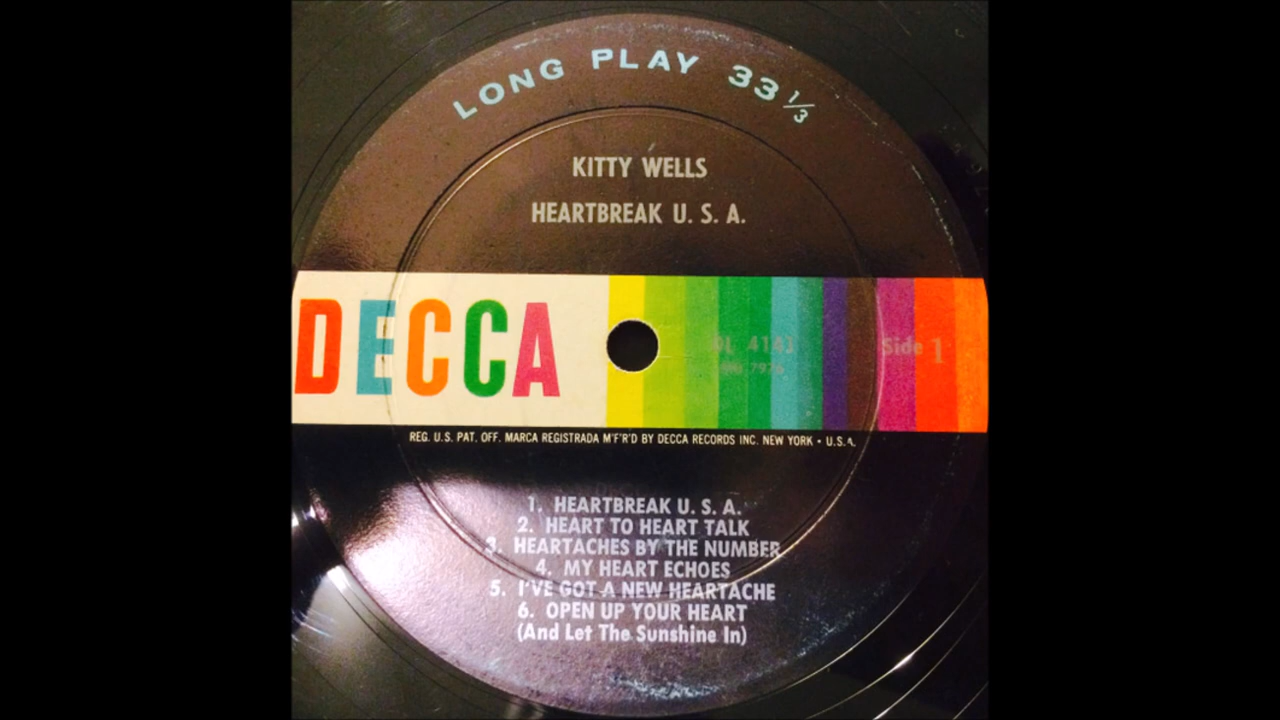 LONG PLAY 33 1/3
KITTY WELLS
HEARTBREAK U. S. A.
DECCA
DL 4141
Side 1
REG. U.S. PAT. OFF. MARCA REGISTRADA M'F'R'D BY DECCA RECORDS INC. NEW YORK • U.S.A.
1. HEARTBREAK U. S. A.
2. HEART TO HEART TALK
3. HEARTACHES BY THE NUMBER
4. MY HEART ECHOES
5. I'VE GOT A NEW HEARTACHE
6. OPEN UP YOUR HEART
(And Let The Sunshine In)